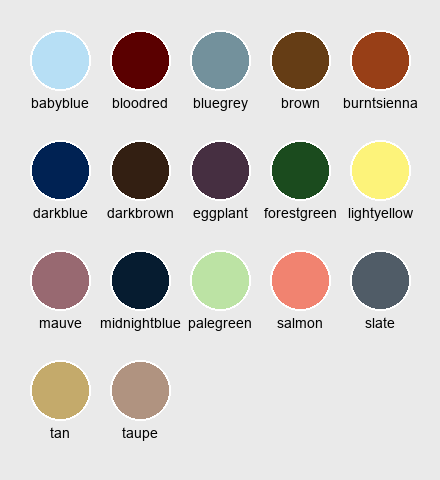 babyblue bloodred bluegrey brown burntsienna
darkblue darkbrown eggplant forestgreen lightyellow
mauve midnightblue palegreen salmon slate
tan taupe